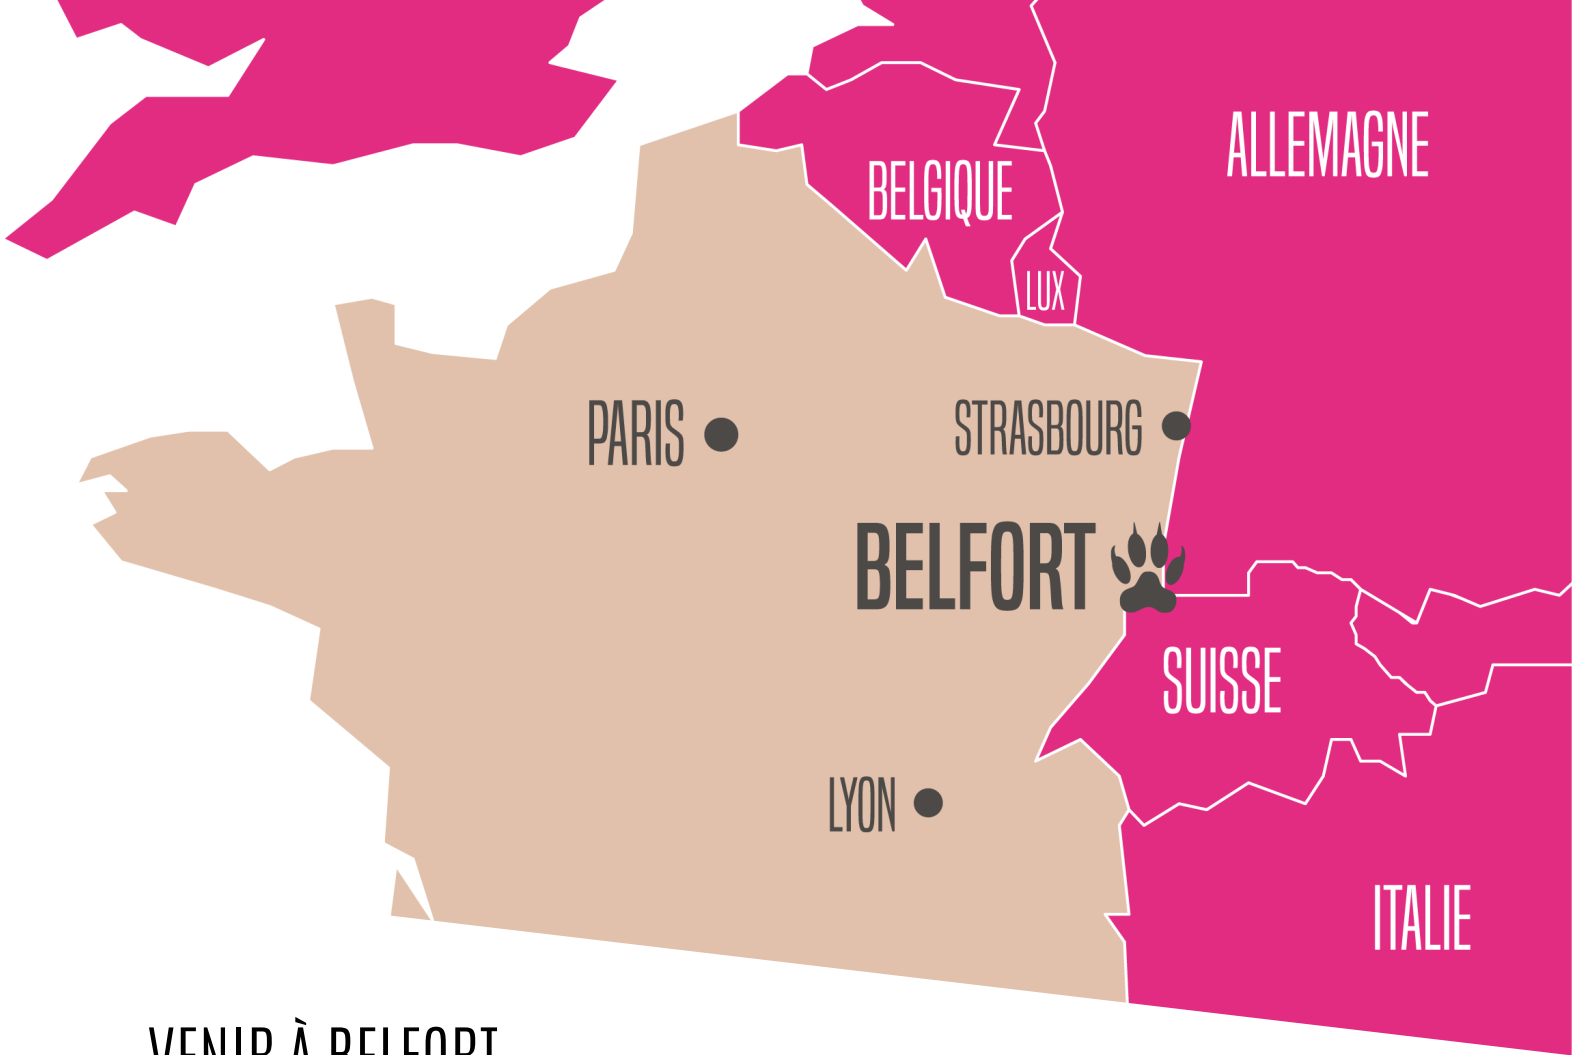 ALLEMAGNE
BELGIQUE
LUX
PARIS
STRASBOURG
BELFORT
SUISSE
LYON
ITALIE
VENIR À BELFORT